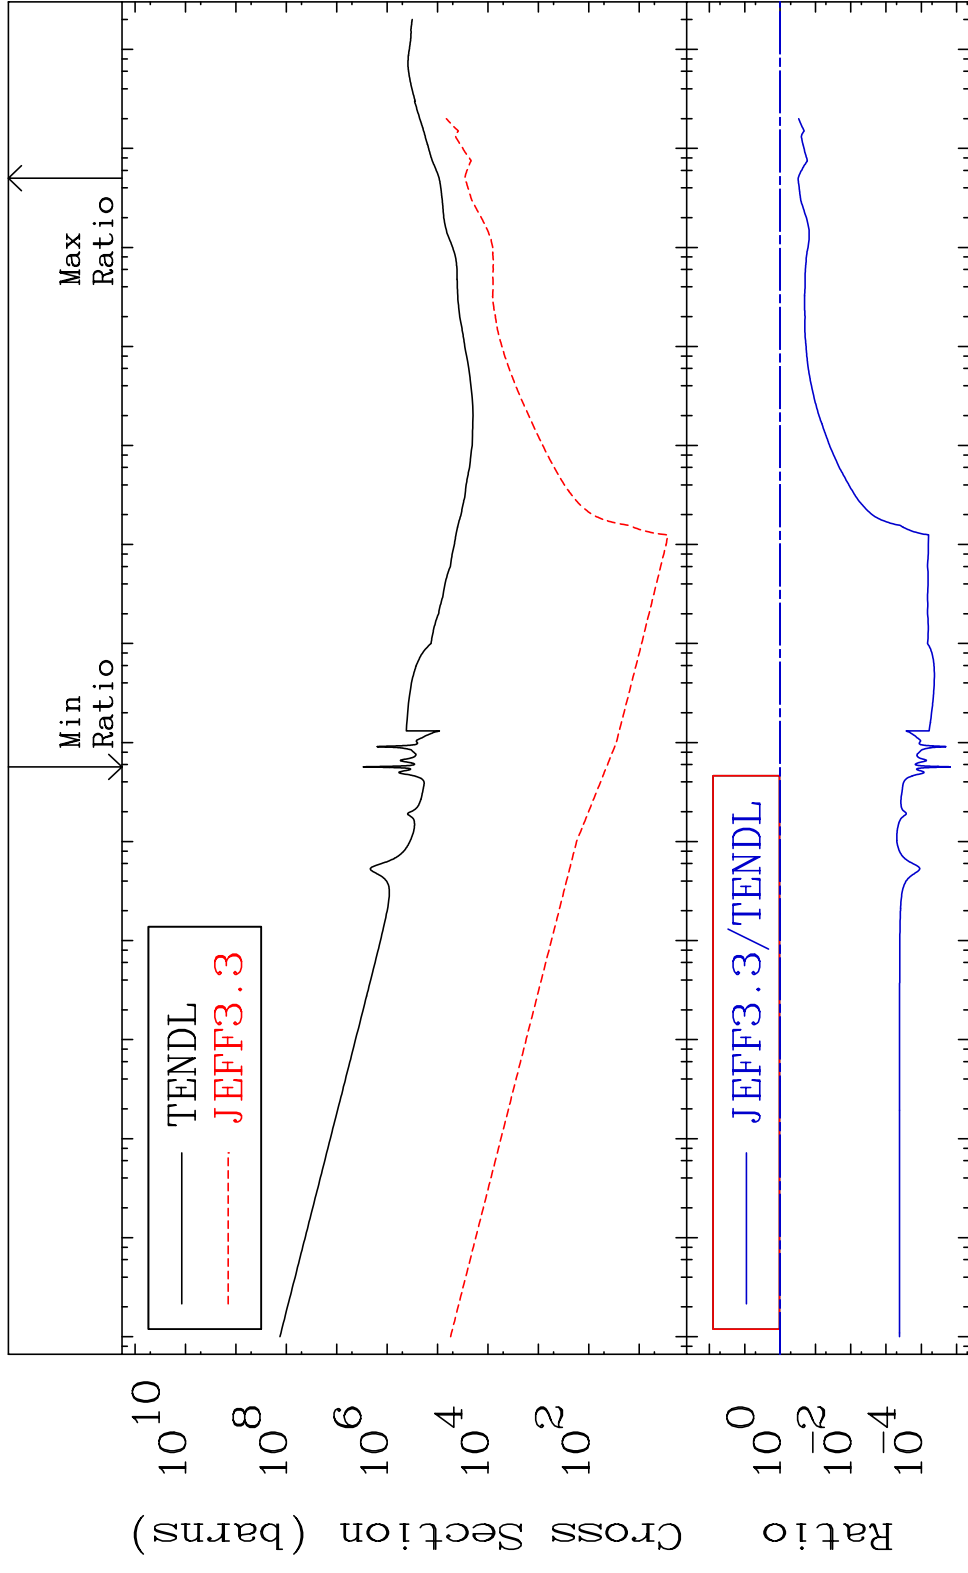 Max
Ratio
Min
Ratio
TENDL
JEFF3.3
JEFF3.3/TENDL
10^10
10^8
10^6
10^4
10^2
10^0
10^-2
10^-4
Cross Section (barns)
Ratio